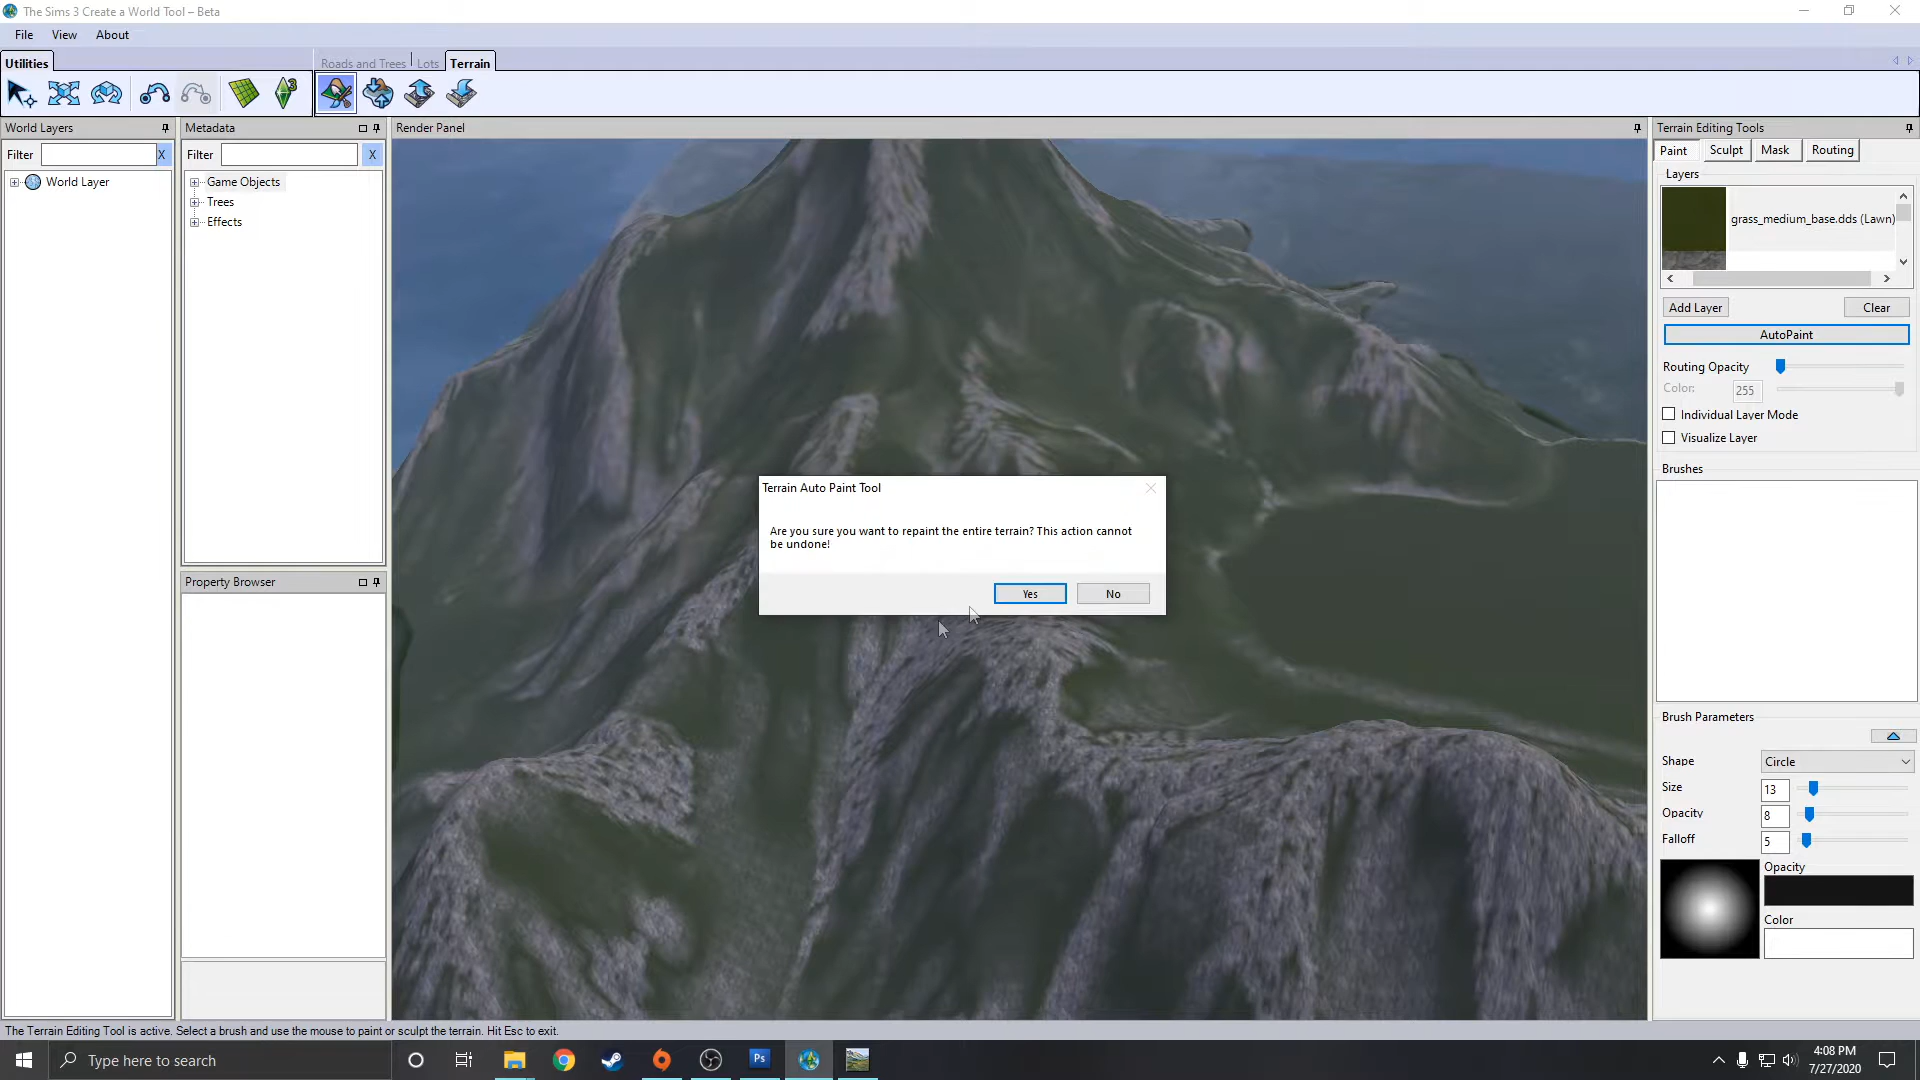 The Sims 3 Create a World Tool – Beta
File View About
Utilities
Roads and Trees Lots Terrain
World Layers
Filter X
World Layer
Metadata
Filter X
Game Objects
Trees
Effects
Property Browser
Render Panel
Terrain Auto Paint Tool
Are you sure you want to repaint the entire terrain? This action cannot
be undone!
Yes No
Terrain Editing Tools
Paint Sculpt Mask Routing
Layers
grass_medium_base.dds (Lawn)
Add Layer Clear
AutoPaint
Routing Opacity
Color: 255
Individual Layer Mode
Visualize Layer
Brushes
Brush Parameters
Shape Circle
Size 13
Opacity 8
Falloff 5
Opacity
Color
The Terrain Editing Tool is active. Select a brush and use the mouse to paint or sculpt the terrain. Hit Esc to exit.
Type here to search
Ps
4:08 PM
7/27/2020